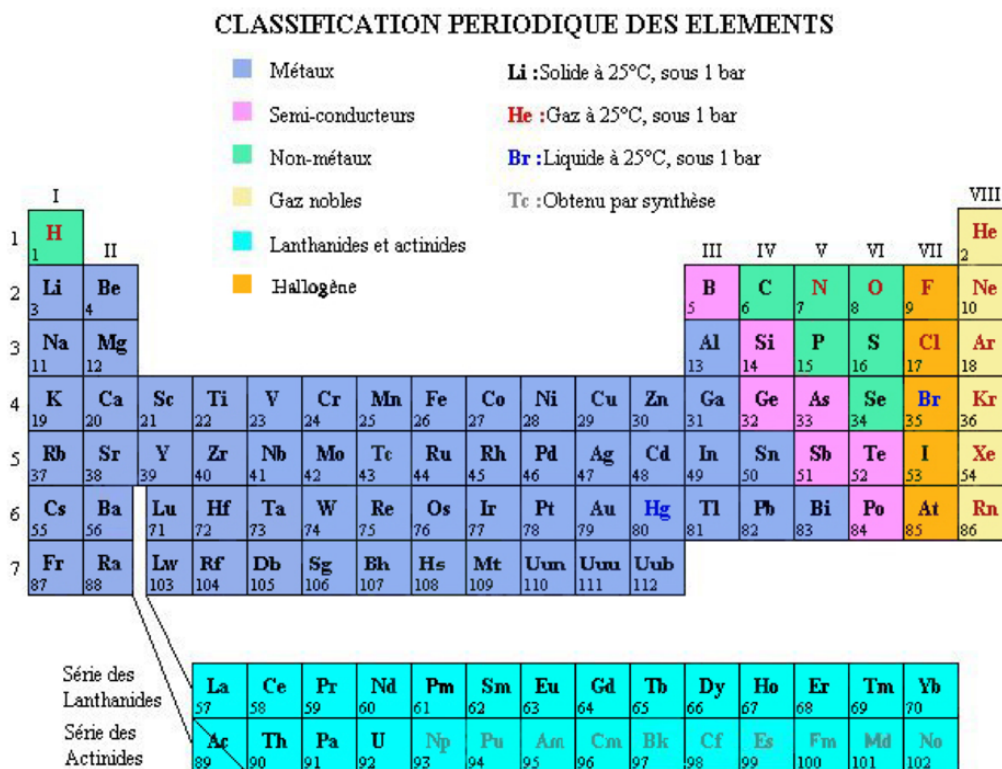 CLASSIFICATION PERIODIQUE DES ELEMENTS
Métaux Li :Solide à 25°C, sous 1 bar
Semi-conducteurs He :Gaz à 25°C, sous 1 bar
Non-métaux Br :Liquide à 25°C, sous 1 bar
Gaz nobles Tc :Obtenu par synthèse
Lanthanides et actinides
Hallogène
I VIII
1 H He
1 2
II III IV V VI VII
2 Li Be B C N O F Ne
3 4 5 6 7 8 9 10
3 Na Mg Al Si P S Cl Ar
11 12 13 14 15 16 17 18
4 K Ca Sc Ti V Cr Mn Fe Co Ni Cu Zn Ga Ge As Se Br Kr
19 20 21 22 23 24 25 26 27 28 29 30 31 32 33 34 35 36
5 Rb Sr Y Zr Nb Mo Tc Ru Rh Pd Ag Cd In Sn Sb Te I Xe
37 38 39 40 41 42 43 44 45 46 47 48 49 50 51 52 53 54
6 Cs Ba Lu Hf Ta W Re Os Ir Pt Au Hg Tl Pb Bi Po At Rn
55 56 71 72 73 74 75 76 77 78 79 80 81 82 83 84 85 86
7 Fr Ra Lw Rf Db Sg Bh Hs Mt Uun Uuu Uub
87 88 103 104 105 106 107 108 109 110 111 112
Série des
Lanthanides
La Ce Pr Nd Pm Sm Eu Gd Tb Dy Ho Er Tm Yb
57 58 59 60 61 62 63 64 65 66 67 68 69 70
Série des
Actinides
Ac Th Pa U Np Pu Am Cm Bk Cf Es Fm Md No
89 90 91 92 93 94 95 96 97 98 99 100 101 102